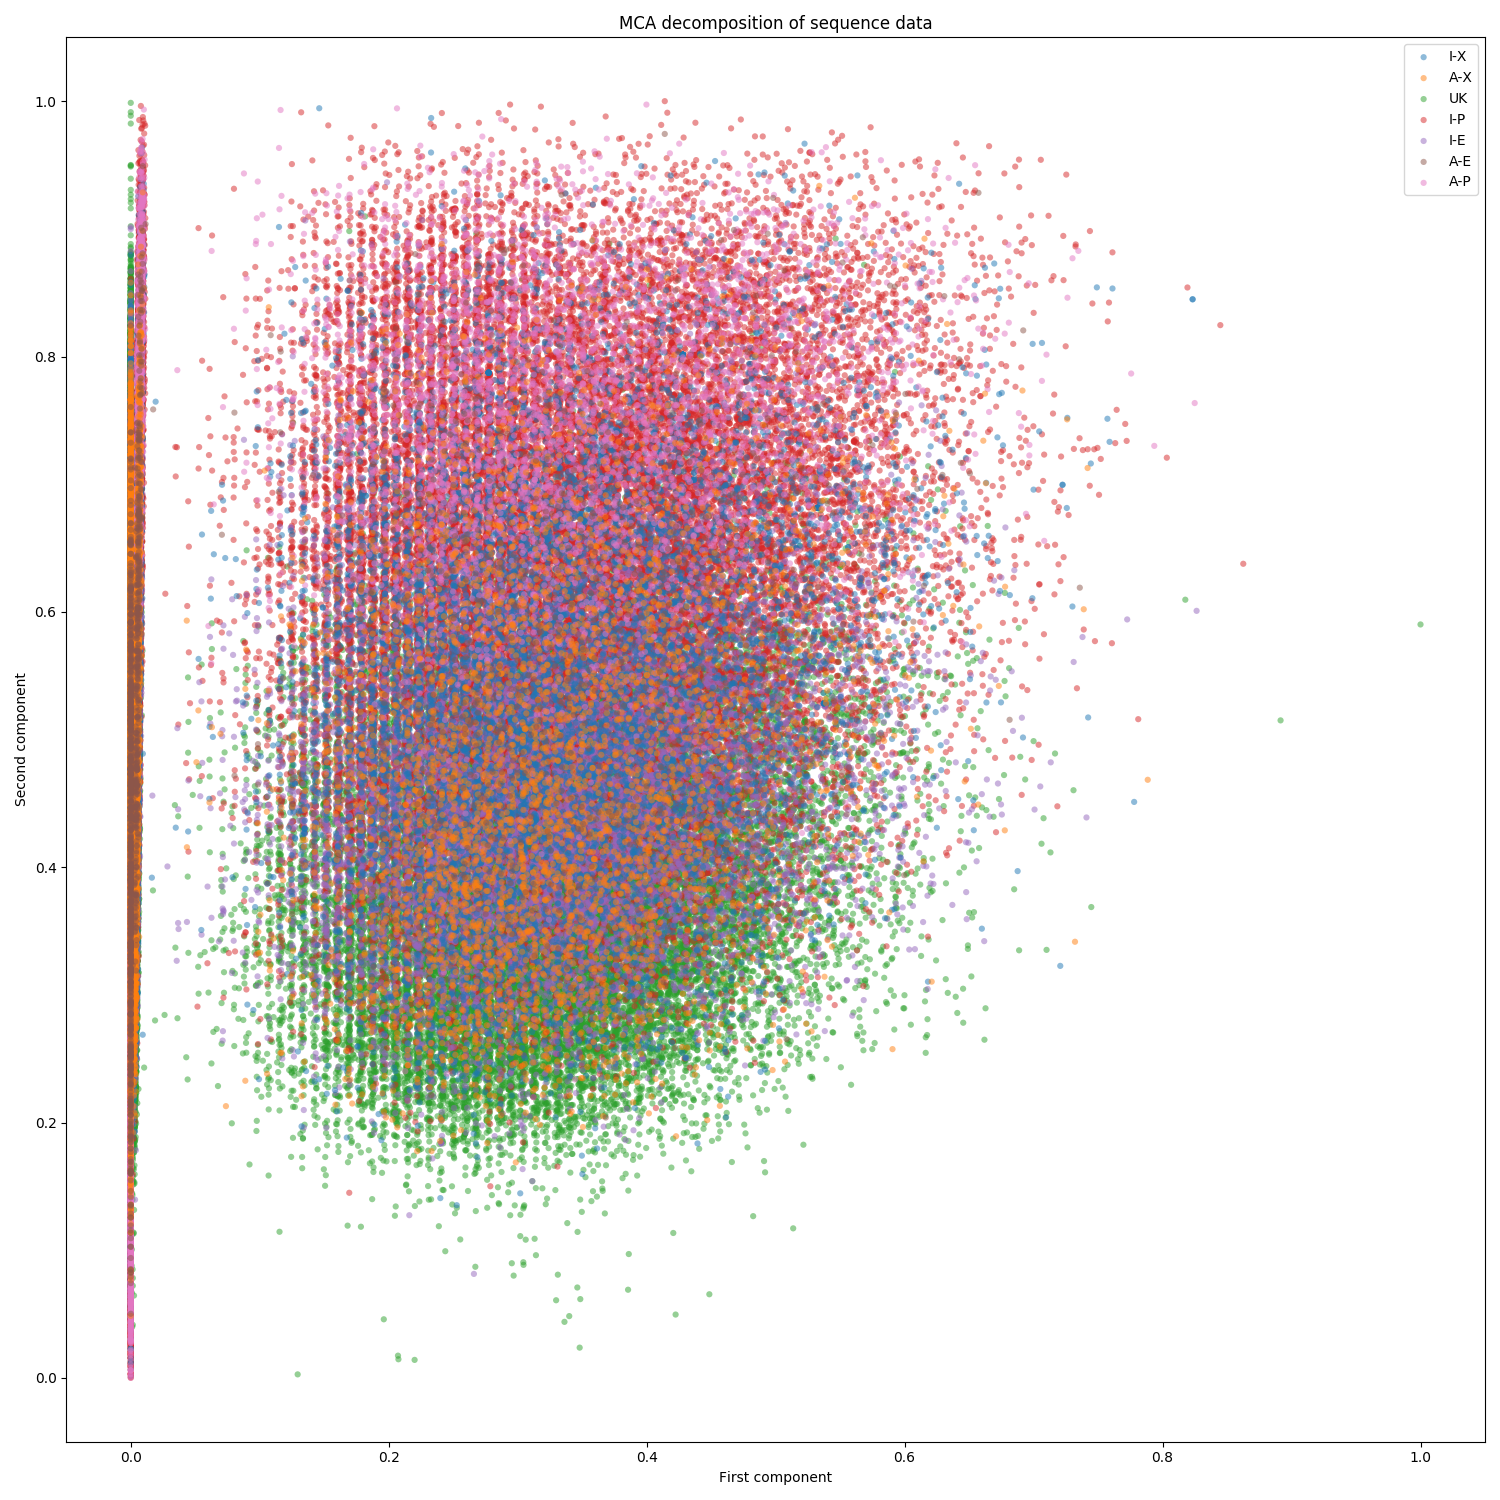 MCA decomposition of sequence data
I-X
A-X
UK
I-P
I-E
A-E
A-P
1.0
0.8
0.6
0.4
0.2
0.0
Second component
0.0
0.2
0.4
0.6
0.8
1.0
First component